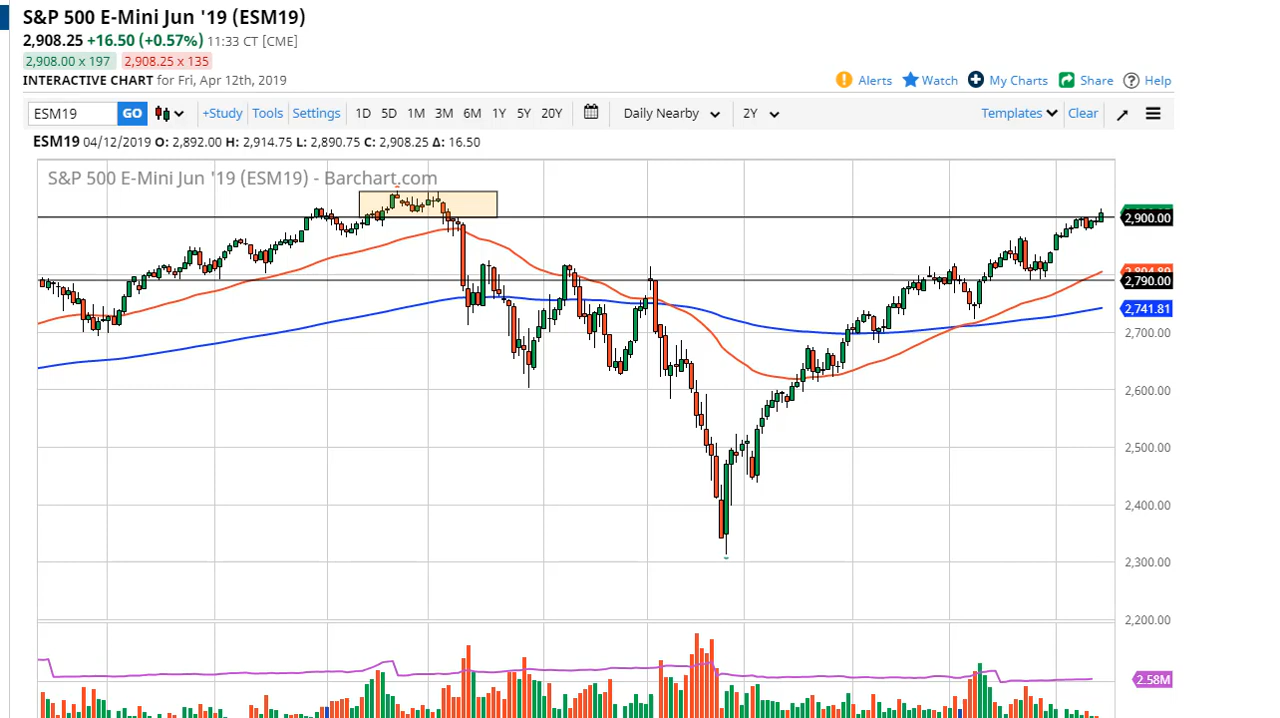 S&P 500 E-Mini Jun '19 (ESM19)
2,908.25 +16.50 (+0.57%) 11:33 CT [CME]
2,908.00 x 197 2,908.25 x 135
INTERACTIVE CHART for Fri, Apr 12th, 2019
Alerts Watch My Charts Share Help
ESM19 GO +Study Tools Settings 1D 5D 1M 3M 6M 1Y 5Y 20Y Daily Nearby 2Y Templates Clear
ESM19 04/12/2019 O: 2,892.00 H: 2,914.75 L: 2,890.75 C: 2,908.25 Δ: 16.50
S&P 500 E-Mini Jun '19 (ESM19) - Barchart.com
2,900.00
2,790.00
2,741.81
2,700.00
2,600.00
2,500.00
2,400.00
2,300.00
2,200.00
2.58M